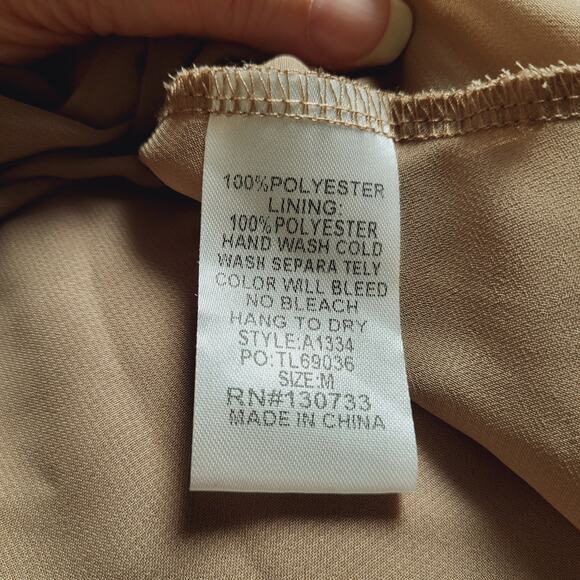 100%POLYESTER
LINING:
100%POLYESTER
HAND WASH COLD
WASH SEPARA TELY
COLOR WILL BLEED
NO BLEACH
HANG TO DRY
STYLE:A1334
PO:TL69036
SIZE:M
RN#130733
MADE IN CHINA